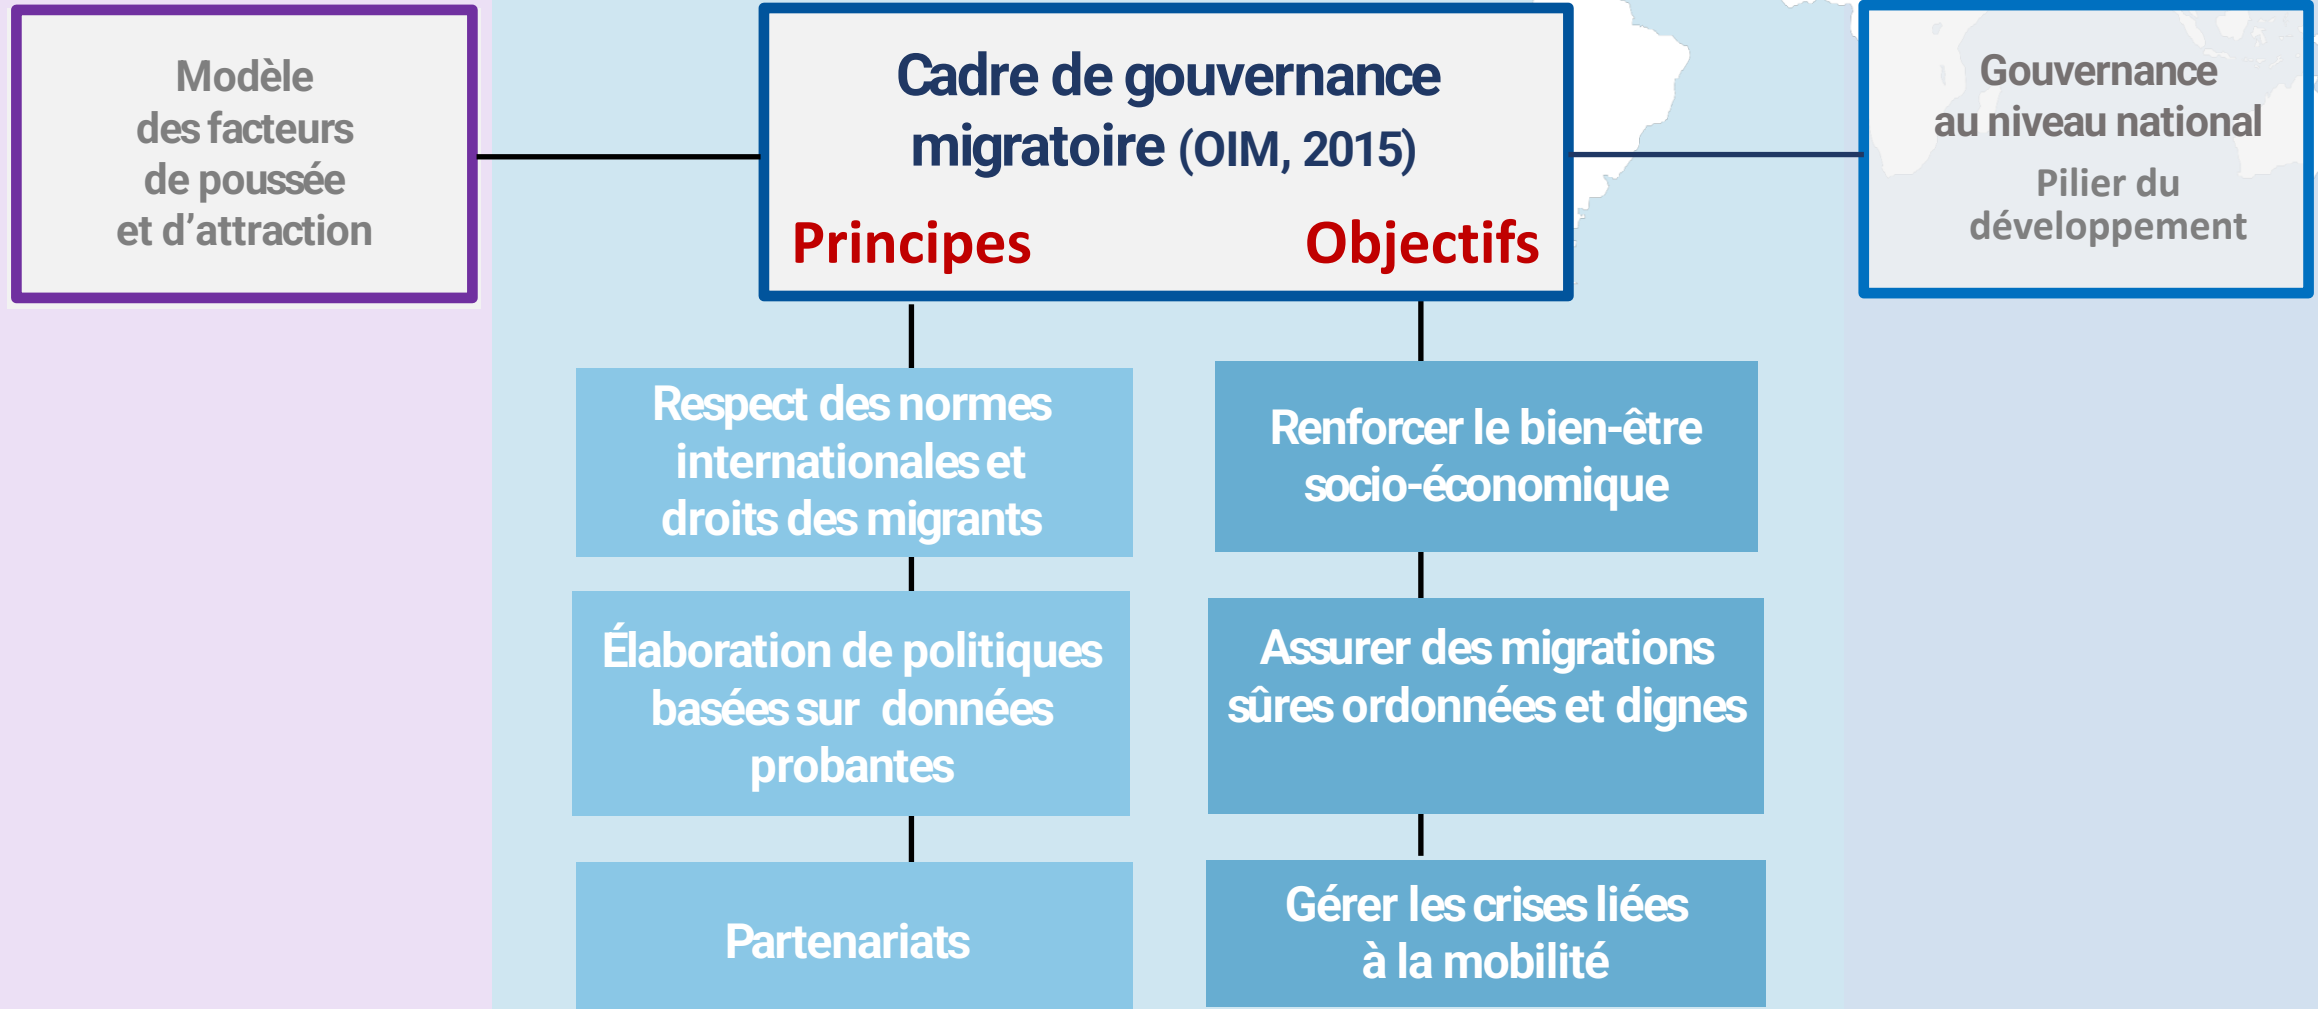 Modèle
des facteurs
de poussée
et d’attraction
Cadre de gouvernance
migratoire (OIM, 2015)
Principes
Objectifs
Gouvernance
au niveau national
Pilier du
développement
Respect des normes
internationales et
droits des migrants
Élaboration de politiques
basées sur données
probantes
Partenariats
Renforcer le bien-être
socio-économique
Assurer des migrations
sûres ordonnées et dignes
Gérer les crises liées
à la mobilité